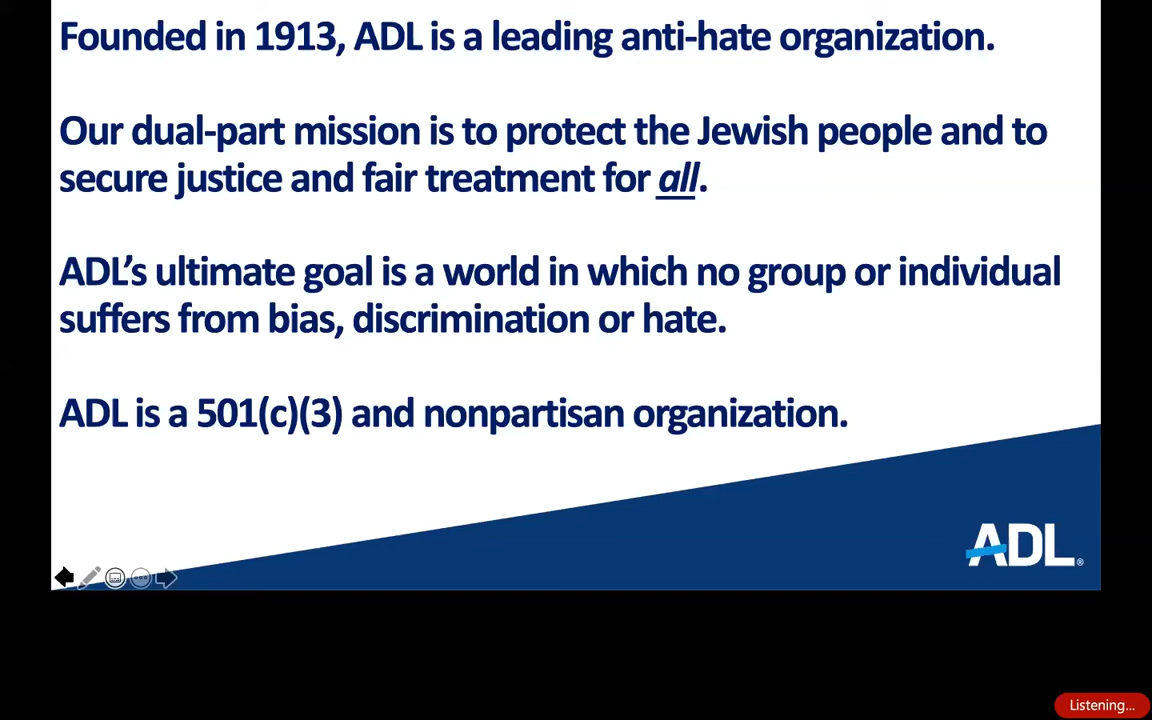 Founded in 1913, ADL is a leading anti-hate organization.
Our dual-part mission is to protect the Jewish people and to
secure justice and fair treatment for all.
ADL’s ultimate goal is a world in which no group or individual
suffers from bias, discrimination or hate.
ADL is a 501(c)(3) and nonpartisan organization.
ADL®
Listening...